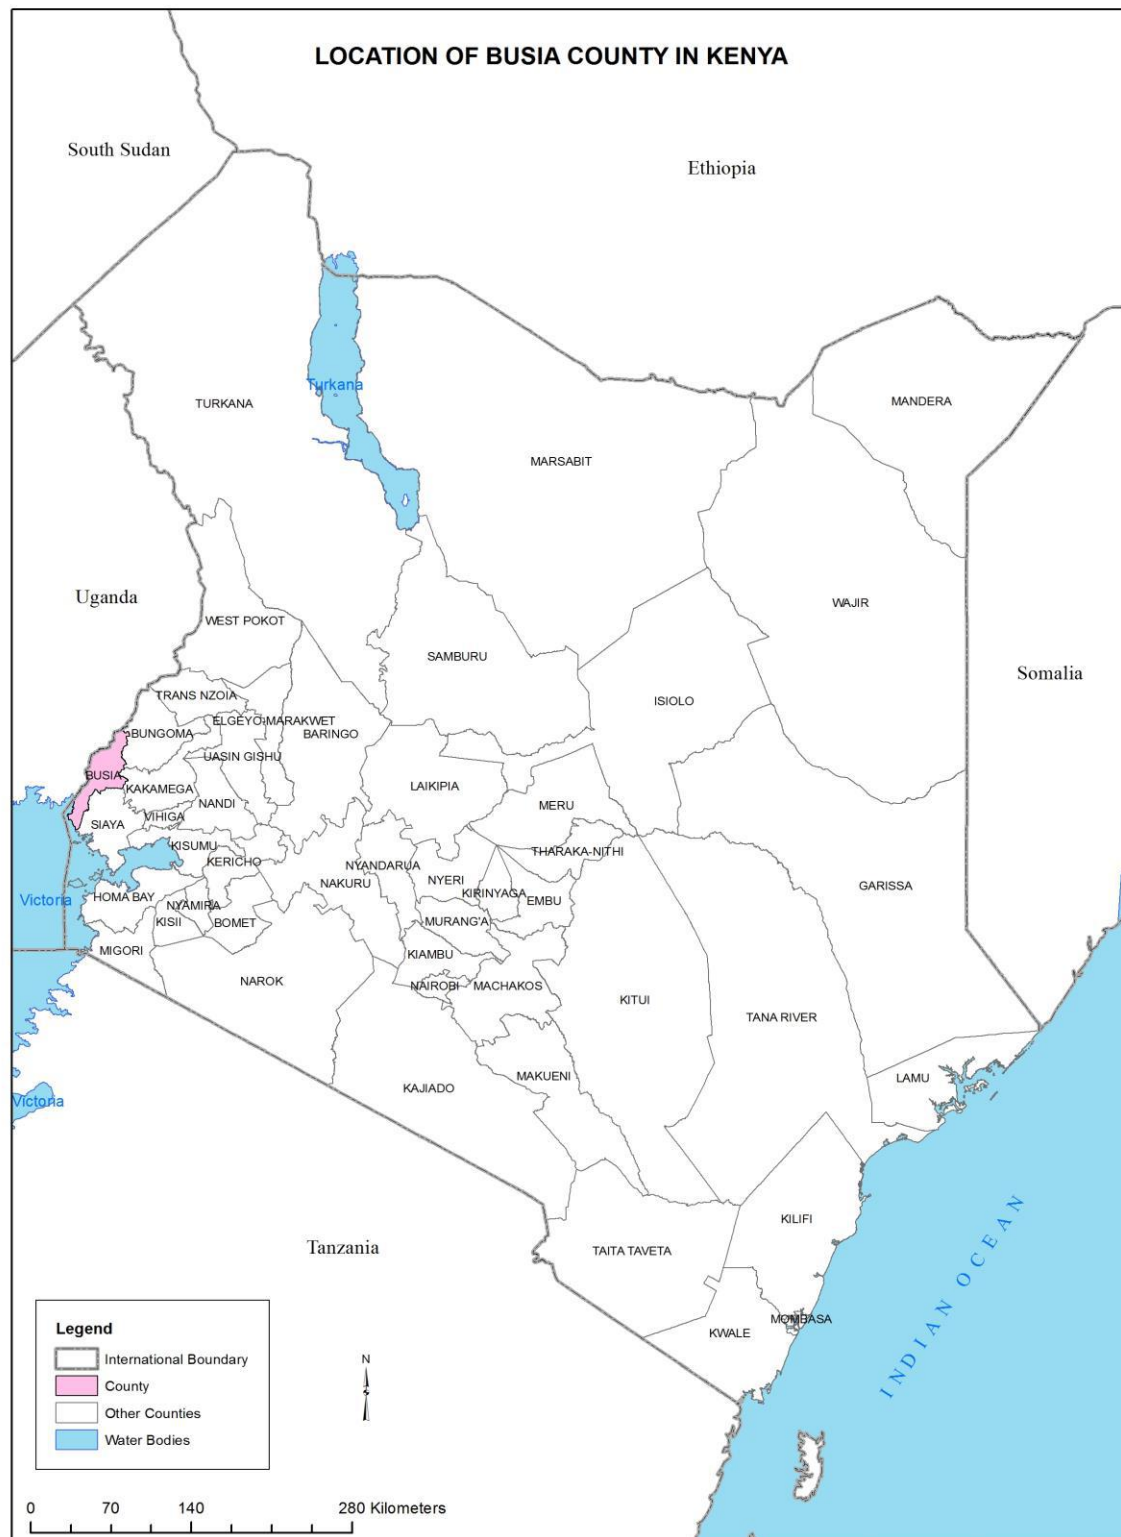 LOCATION OF BUSIA COUNTY IN KENYA
South Sudan
Ethiopia
Turkana
TURKANA
MANDERA
MARSABIT
Uganda
WAJIR
WEST POKOT
SAMBURU
Somalia
TRANS NZOIA
ISIOLO
ELGEYO-MARAKWET
BUNGOMA
BARINGO
UASIN GISHU
BUSIA
KAKAMEGA
LAIKIPIA
NANDI
MERU
VIHIGA
SIAYA
KISUMU
THARAKA-NITHI
KERICHO
NYANDARUA
NAKURU
NYERI
GARISSA
KIRINYAGA
HOMA BAY
Victoria
EMBU
NYAMIRA
KISII
BOMET
MURANG'A
MIGORI
KIAMBU
NAROK
NAIROBI
MACHAKOS
KITUI
TANA RIVER
MAKUENI
LAMU
KAJIADO
Victoria
KILIFI
Tanzania
TAITA TAVETA
INDIAN OCEAN
MOMBASA
KWALE
Legend
International Boundary
County
Other Counties
Water Bodies
N
0 70 140 280 Kilometers